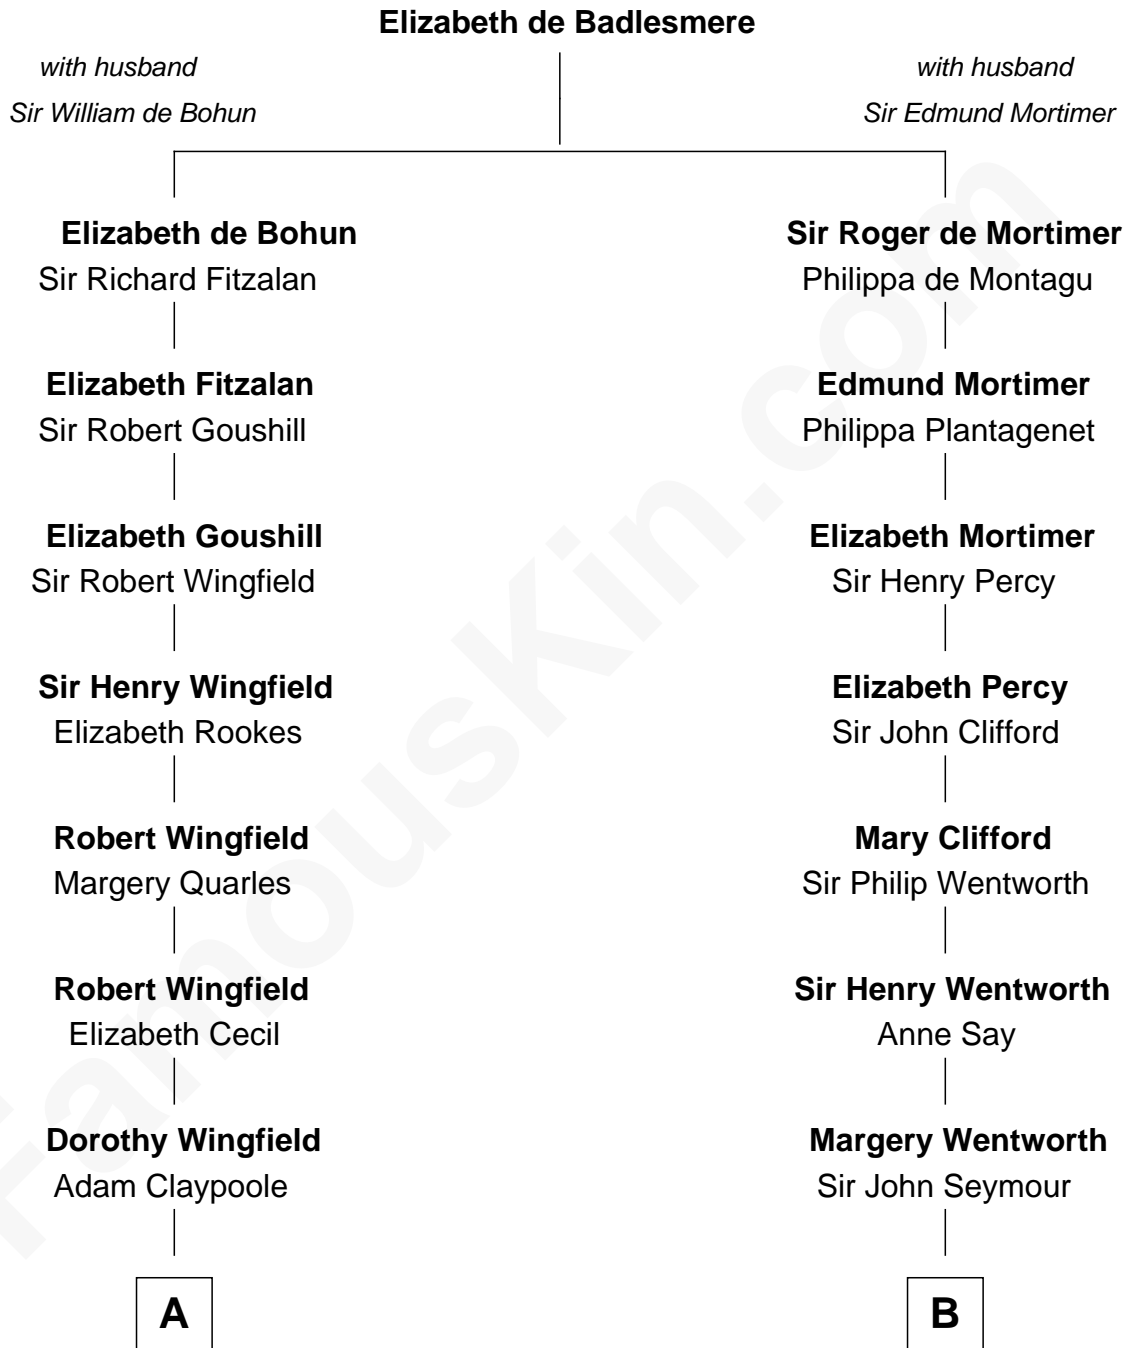 Elizabeth de Badlesmere
with husband
Sir William de Bohun
with husband
Sir Edmund Mortimer
Elizabeth de Bohun
Sir Richard Fitzalan
Elizabeth Fitzalan
Sir Robert Goushill
Elizabeth Goushill
Sir Robert Wingfield
Sir Henry Wingfield
Elizabeth Rookes
Robert Wingfield
Margery Quarles
Robert Wingfield
Elizabeth Cecil
Dorothy Wingfield
Adam Claypoole
A
Sir Roger de Mortimer
Philippa de Montagu
Edmund Mortimer
Philippa Plantagenet
Elizabeth Mortimer
Sir Henry Percy
Elizabeth Percy
Sir John Clifford
Mary Clifford
Sir Philip Wentworth
Sir Henry Wentworth
Anne Say
Margery Wentworth
Sir John Seymour
B
FamousKin.com